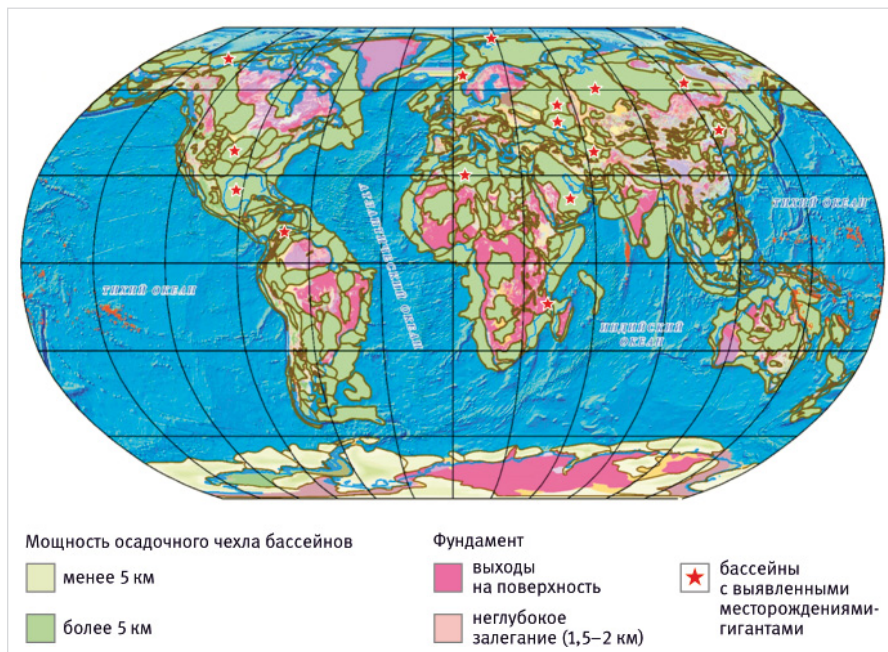 АТЛАНТИЧЕСКИЙ ОКЕАН
ТИХИЙ ОКЕАН
ТИХИЙ ОКЕАН
ИНДИЙСКИЙ
ОКЕАН
Мощность осадочного чехла бассейнов
менее 5 км
более 5 км
Фундамент
выходы
на поверхность
неглубокое
залегание (1,5–2 км)
бассейны
с выявленными
месторождениями-
гигантами